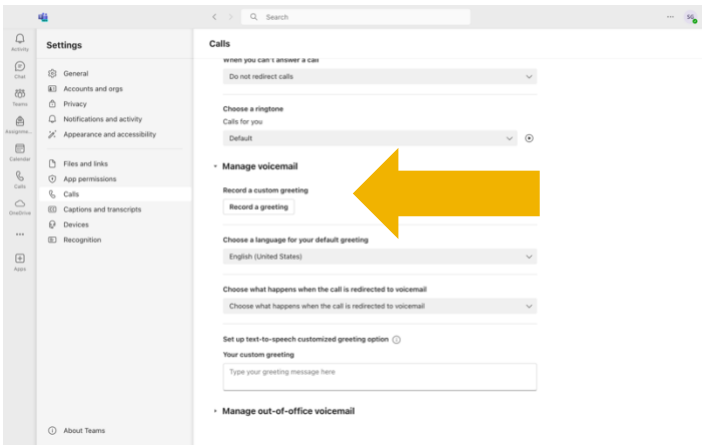 Search
SG
Activity
Chat
Teams
Assignme...
Calendar
Calls
OneDrive
Apps
Settings
General
Accounts and orgs
Privacy
Notifications and activity
Appearance and accessibility
Files and links
App permissions
Calls
Captions and transcripts
Devices
Recognition
About Teams
Calls
When you can't answer a call
Do not redirect calls
Choose a ringtone
Calls for you
Default
Manage voicemail
Record a custom greeting
Record a greeting
Choose a language for your default greeting
English (United States)
Choose what happens when the call is redirected to voicemail
Choose what happens when the call is redirected to voicemail
Set up text-to-speech customized greeting option
Your custom greeting
Type your greeting message here
Manage out-of-office voicemail